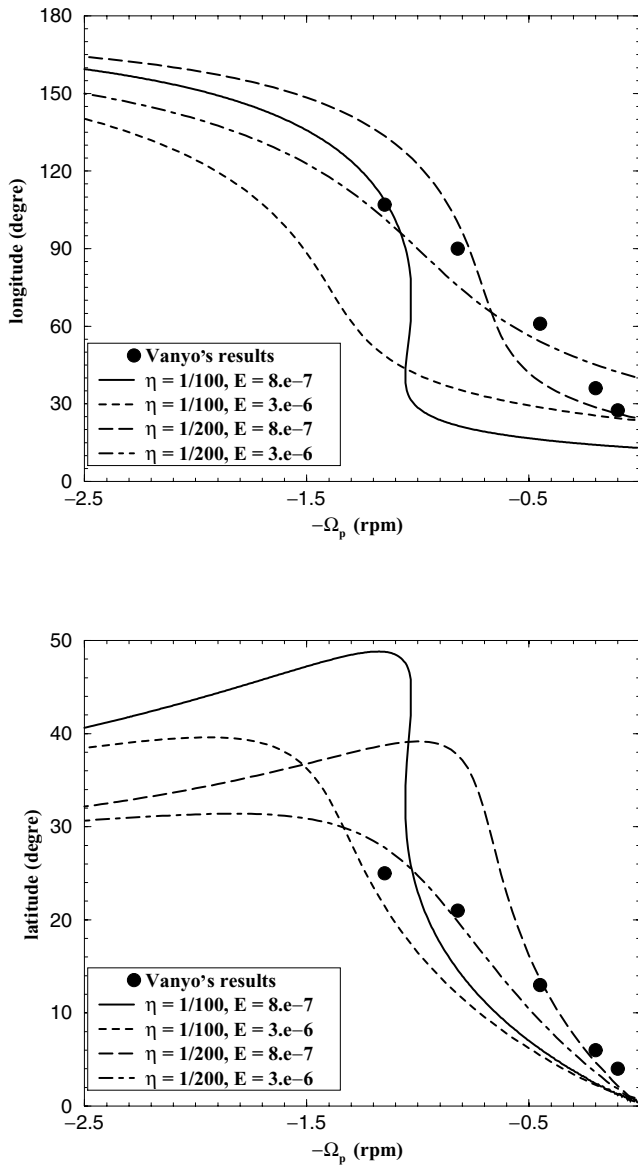 180
150
120
90
60
30
0
longitude (degre)
Vanyo's results
η = 1/100, E = 8.e−7
η = 1/100, E = 3.e−6
η = 1/200, E = 8.e−7
η = 1/200, E = 3.e−6
−2.5 −1.5 −0.5
−Ωp (rpm)
50
40
30
20
10
0
latitude (degre)
Vanyo's results
η = 1/100, E = 8.e−7
η = 1/100, E = 3.e−6
η = 1/200, E = 8.e−7
η = 1/200, E = 3.e−6
−2.5 −1.5 −0.5
−Ωp (rpm)